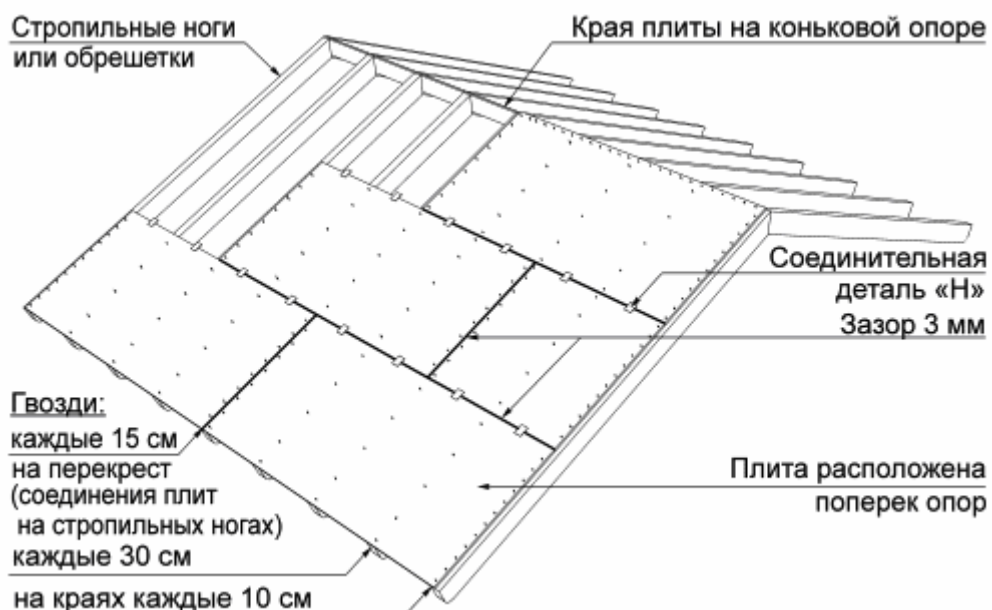 Стропильные ноги
или обрешетки
Края плиты на коньковой опоре
Соединительная
деталь «Н»
Зазор 3 мм
Гвозди:
каждые 15 см
на перекрест
(соединения плит
на стропильных ногах)
каждые 30 см
на краях каждые 10 см
Плита расположена
поперек опор